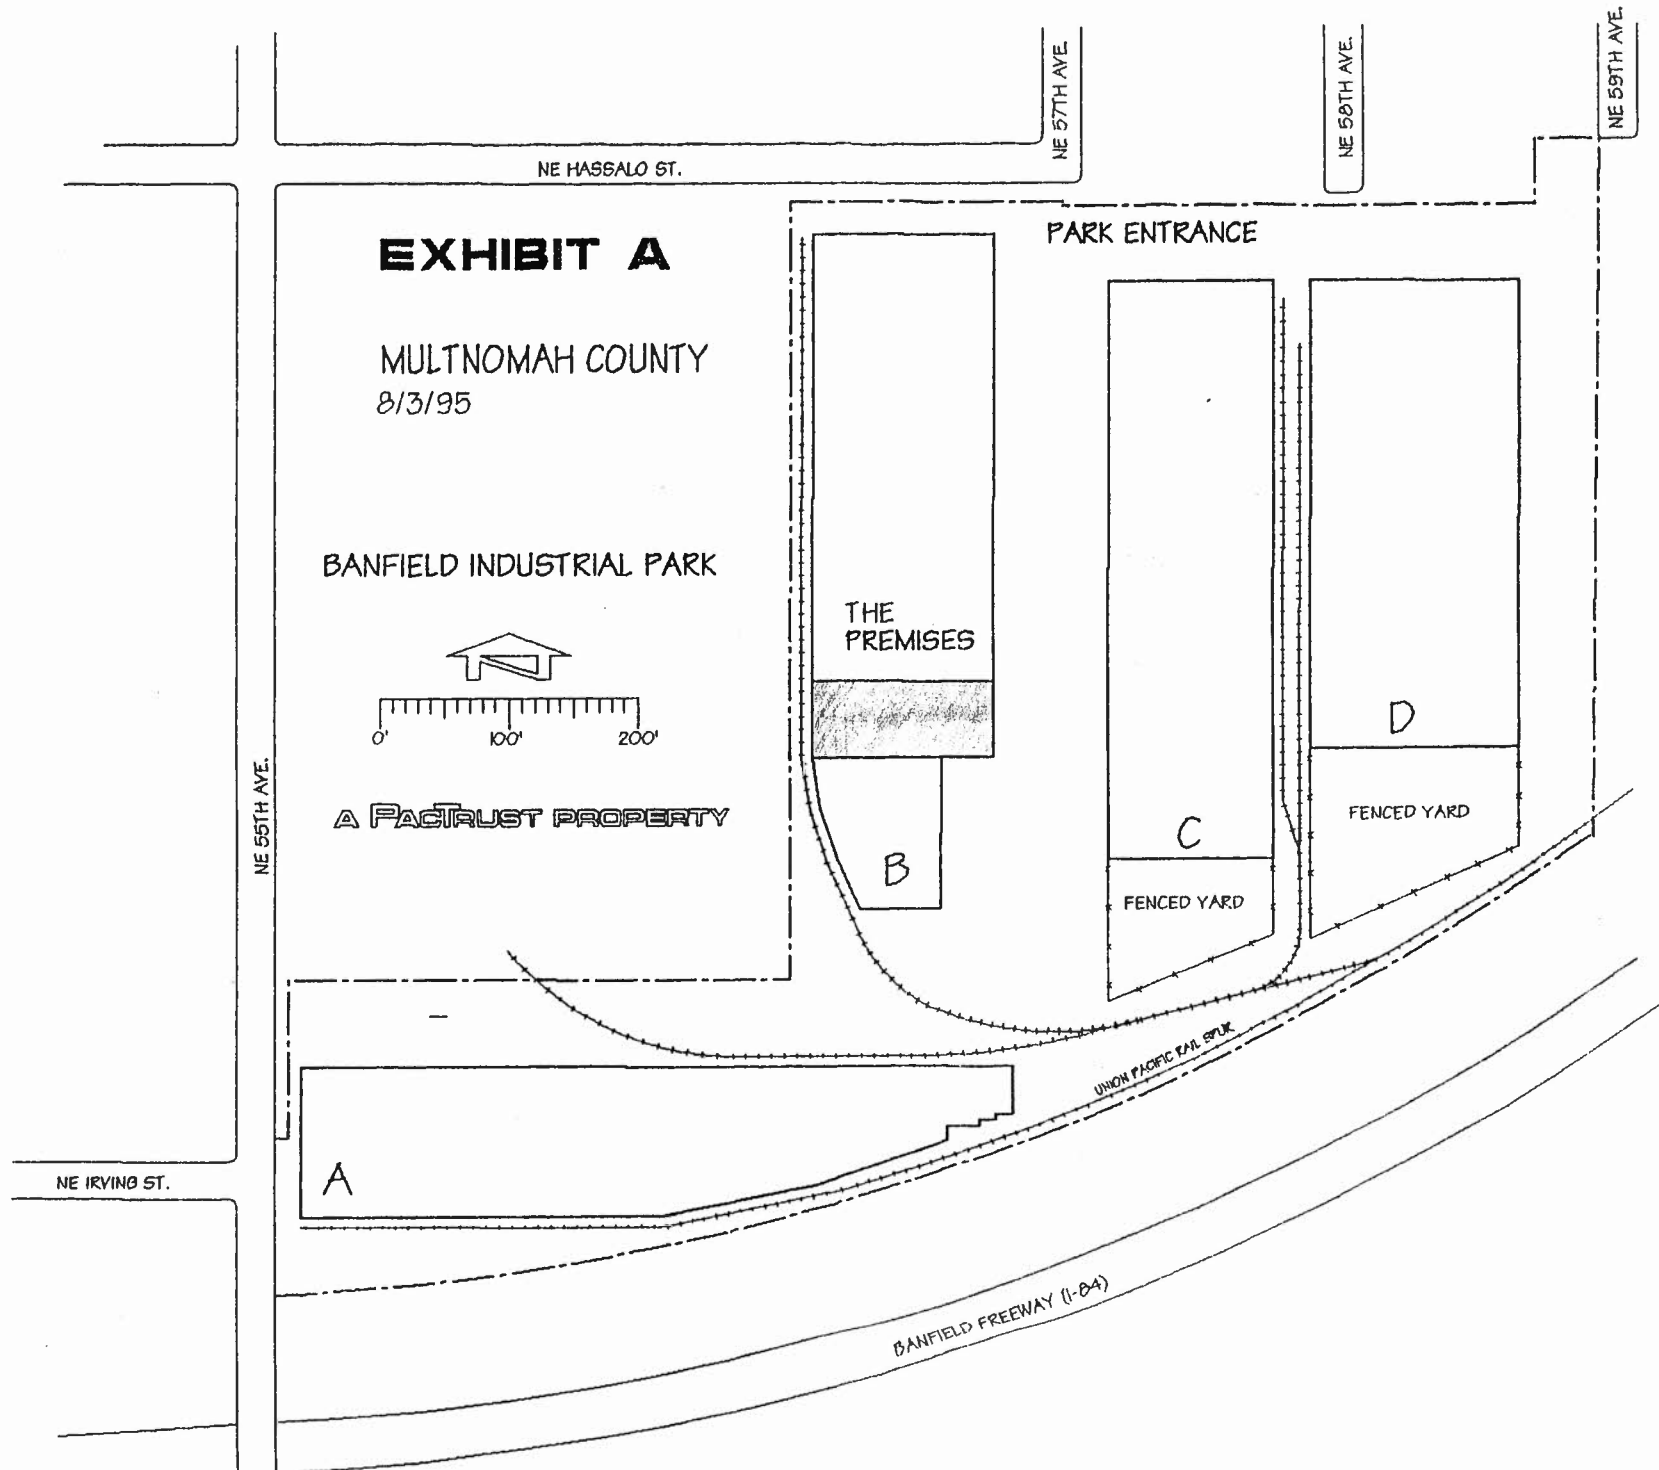 NE 57TH AVE.
NE 58TH AVE.
NE 59TH AVE.
NE HASSALO ST.
PARK ENTRANCE
EXHIBIT A
MULTNOMAH COUNTY
8/3/95
BANFIELD INDUSTRIAL PARK
THE
PREMISES
N
0' 100' 200'
A PACTRUST PROPERTY
NE 55TH AVE.
D
FENCED YARD
C
FENCED YARD
B
UNION PACIFIC RAIL SPUR
A
NE IRVING ST.
BANFIELD FREEWAY (I-84)